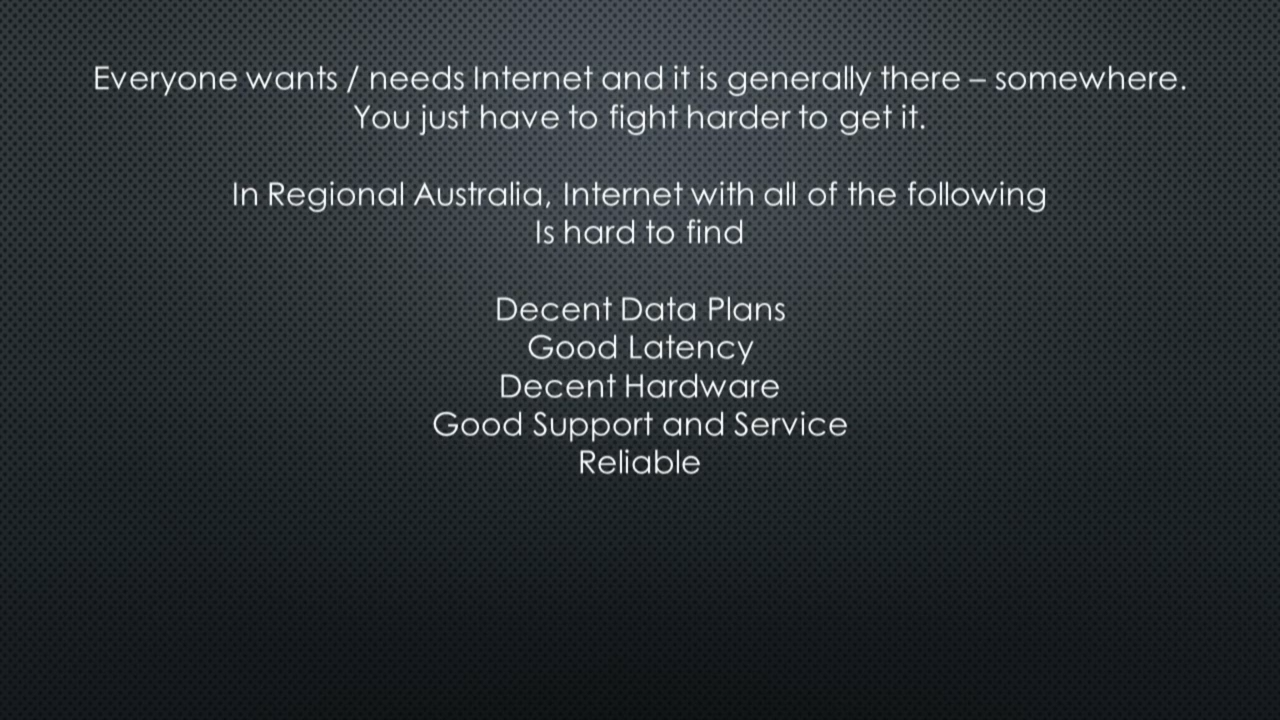 Everyone wants / needs Internet and it is generally there – somewhere.
You just have to fight harder to get it.
In Regional Australia, Internet with all of the following
Is hard to find
Decent Data Plans
Good Latency
Decent Hardware
Good Support and Service
Reliable